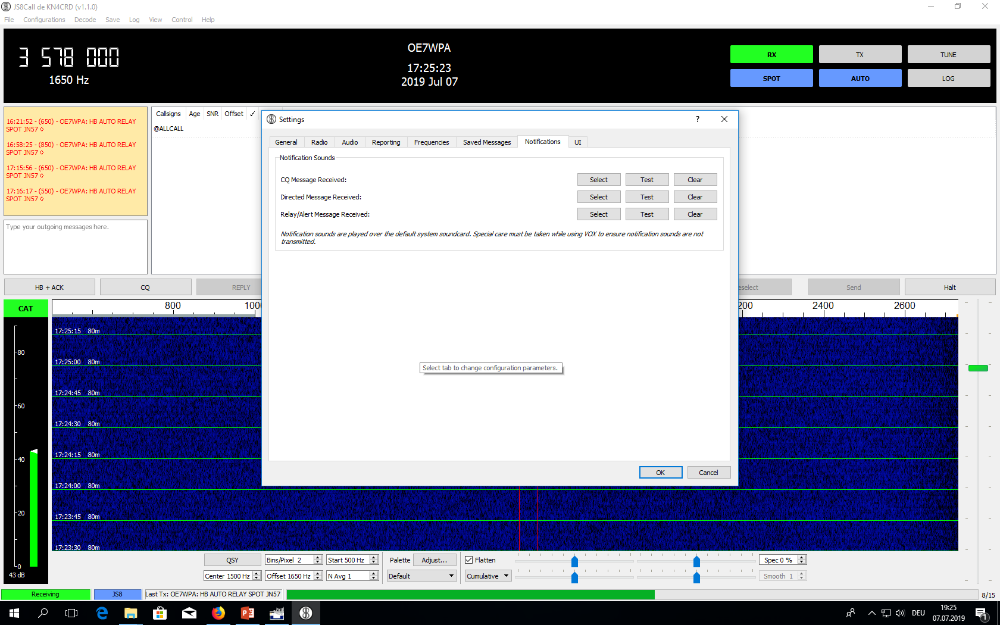 JS8Call de KN4CRD (v1.1.0)
File Configurations Decode Save Log View Control Help
3 578 000
1650 Hz
OE7WPA
17:25:23
2019 Jul 07
RX TX TUNE
SPOT AUTO LOG
16:21:52 - (650) - OE7WPA: HB AUTO RELAY
SPOT JN57 ◊
16:58:25 - (850) - OE7WPA: HB AUTO RELAY
SPOT JN57 ◊
17:15:56 - (650) - OE7WPA: HB AUTO RELAY
SPOT JN57 ◊
17:16:17 - (550) - OE7WPA: HB AUTO RELAY
SPOT JN57 ◊
Type your outgoing messages here.
Callsigns Age SNR Offset ✓
@ALLCALL
Settings ?
General Radio Audio Reporting Frequencies Saved Messages Notifications UI
Notification Sounds
CQ Message Received: Select Test Clear
Directed Message Received: Select Test Clear
Relay/Alert Message Received: Select Test Clear
Notification sounds are played over the default system soundcard. Special care must be taken while using VOX to ensure notification sounds are not
transmitted.
Select tab to change configuration parameters.
OK Cancel
HB + ACK CQ REPLY eselect Send Halt
CAT
800 1000 200 2400 2600
17:25:15 80m
17:25:00 80m
17:24:45 80m
17:24:30 80m
17:24:15 80m
17:24:00 80m
17:23:45 80m
17:23:30 80m
80
60
40
20
0
43 dB
QSY Bins/Pixel 2 Start 500 Hz Palette Adjust... Flatten Spec 0 %
Center 1500 Hz Offset 1650 Hz N Avg 1 Default Cumulative Smooth 1
Receiving JS8 Last Tx: OE7WPA: HB AUTO RELAY SPOT JN57 8/15
DEU
19:25
07.07.2019
1